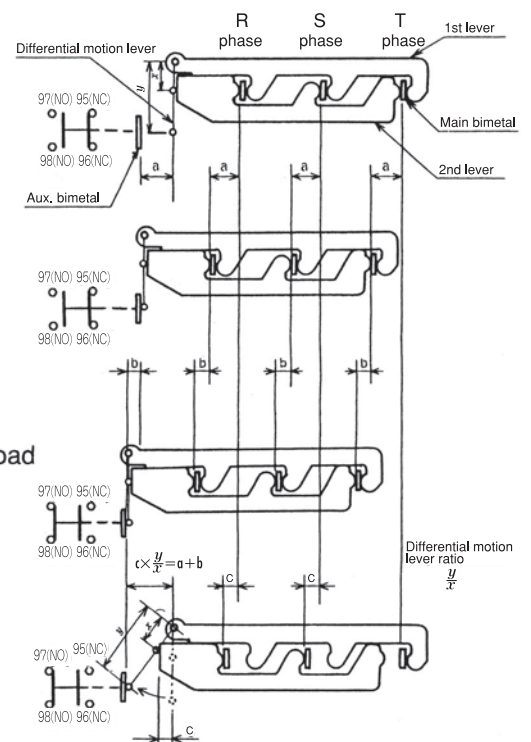 R S T
phase phase phase
1st lever
Differential motion lever
x
y
97(NO) 95(NC)
98(NO) 96(NC)
Main bimetal
2nd lever
Aux. bimetal
a
a a a
97(NO) 95(NC)
98(NO) 96(NC)
b b b b
oad
97(NO) 95(NC)
98(NO) 96(NC)
c×y/x=a+b
c c
Differential motion
lever ratio
y/x
y
x
97(NO) 95(NC)
98(NO) 96(NC)
c